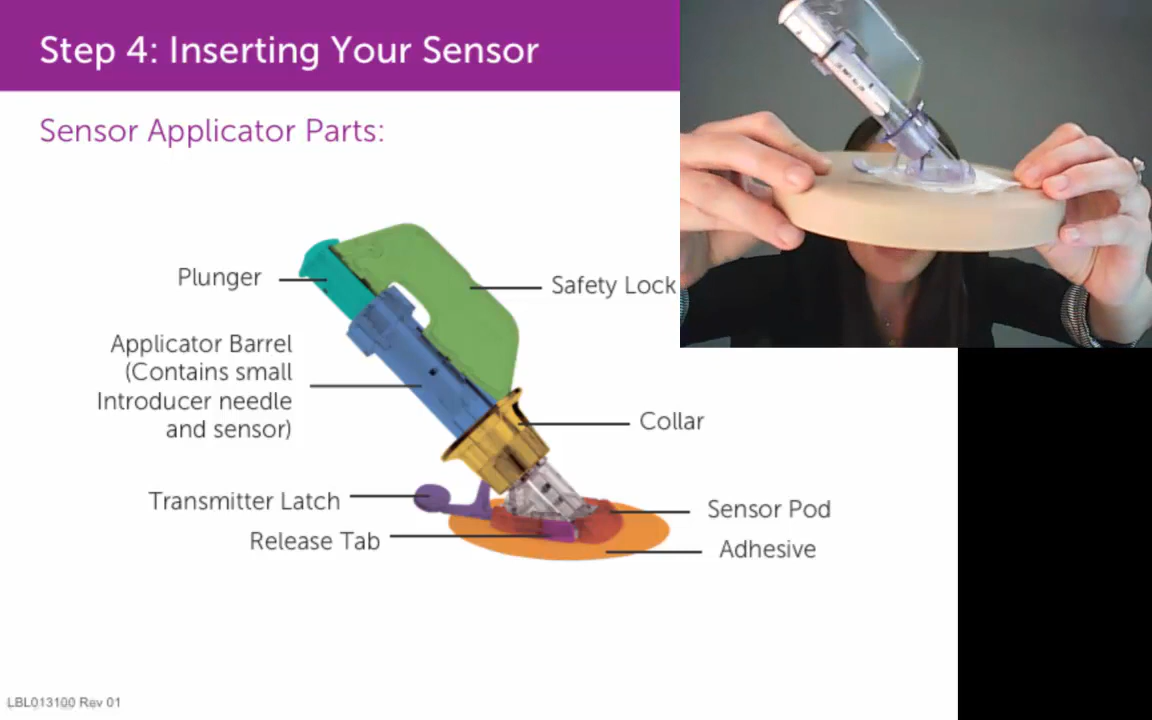 Step 4: Inserting Your Sensor
Sensor Applicator Parts:
Plunger
Safety Lock
Applicator Barrel
(Contains small
Introducer needle
and sensor)
Collar
Transmitter Latch
Sensor Pod
Release Tab
Adhesive
LBL013100 Rev 01